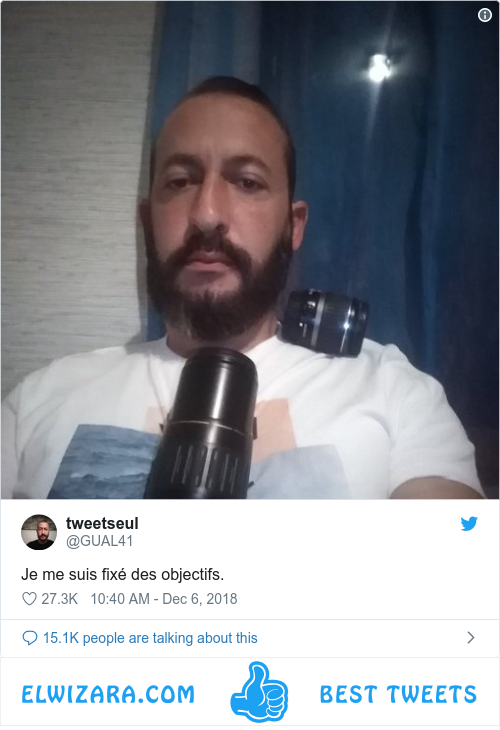 tweetseul
@GUAL41
Je me suis fixé des objectifs.
27.3K 10:40 AM - Dec 6, 2018
15.1K people are talking about this
ELWIZARA.COM BEST TWEETS